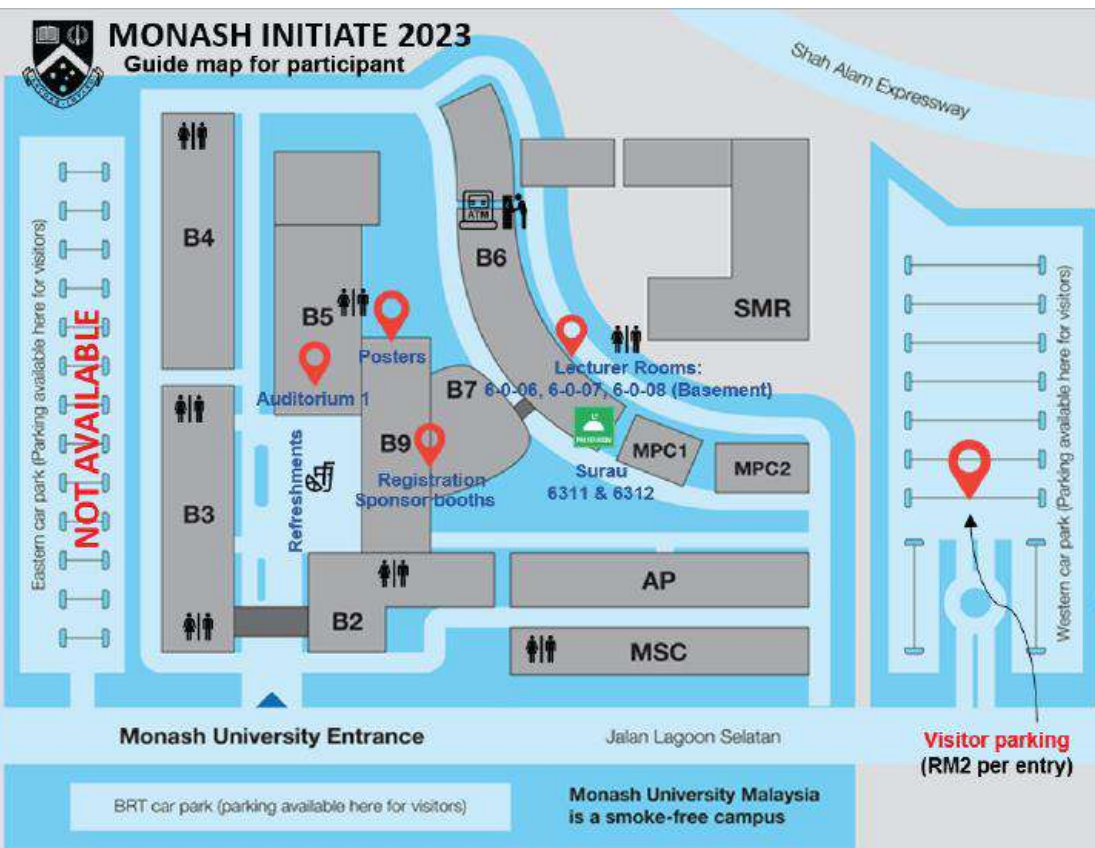 MONASH INITIATE 2023
Guide map for participant
Shah Alam Expressway
Eastern car park (Parking available here for visitors)
NOT AVAILABLE
B4
B5
Posters
Auditorium 1
ATM
B6
SMR
Lecturer Rooms:
6-0-06, 6-0-07, 6-0-08 (Basement)
B7
B9
Registration
Sponsor booths
Refreshments
B3
Surau
6311 & 6312
MPC1
MPC2
Western car park (Parking available here for visitors)
B2
AP
MSC
Monash University Entrance
Jalan Lagoon Selatan
Visitor parking
(RM2 per entry)
BRT car park (parking available here for visitors)
Monash University Malaysia
is a smoke-free campus